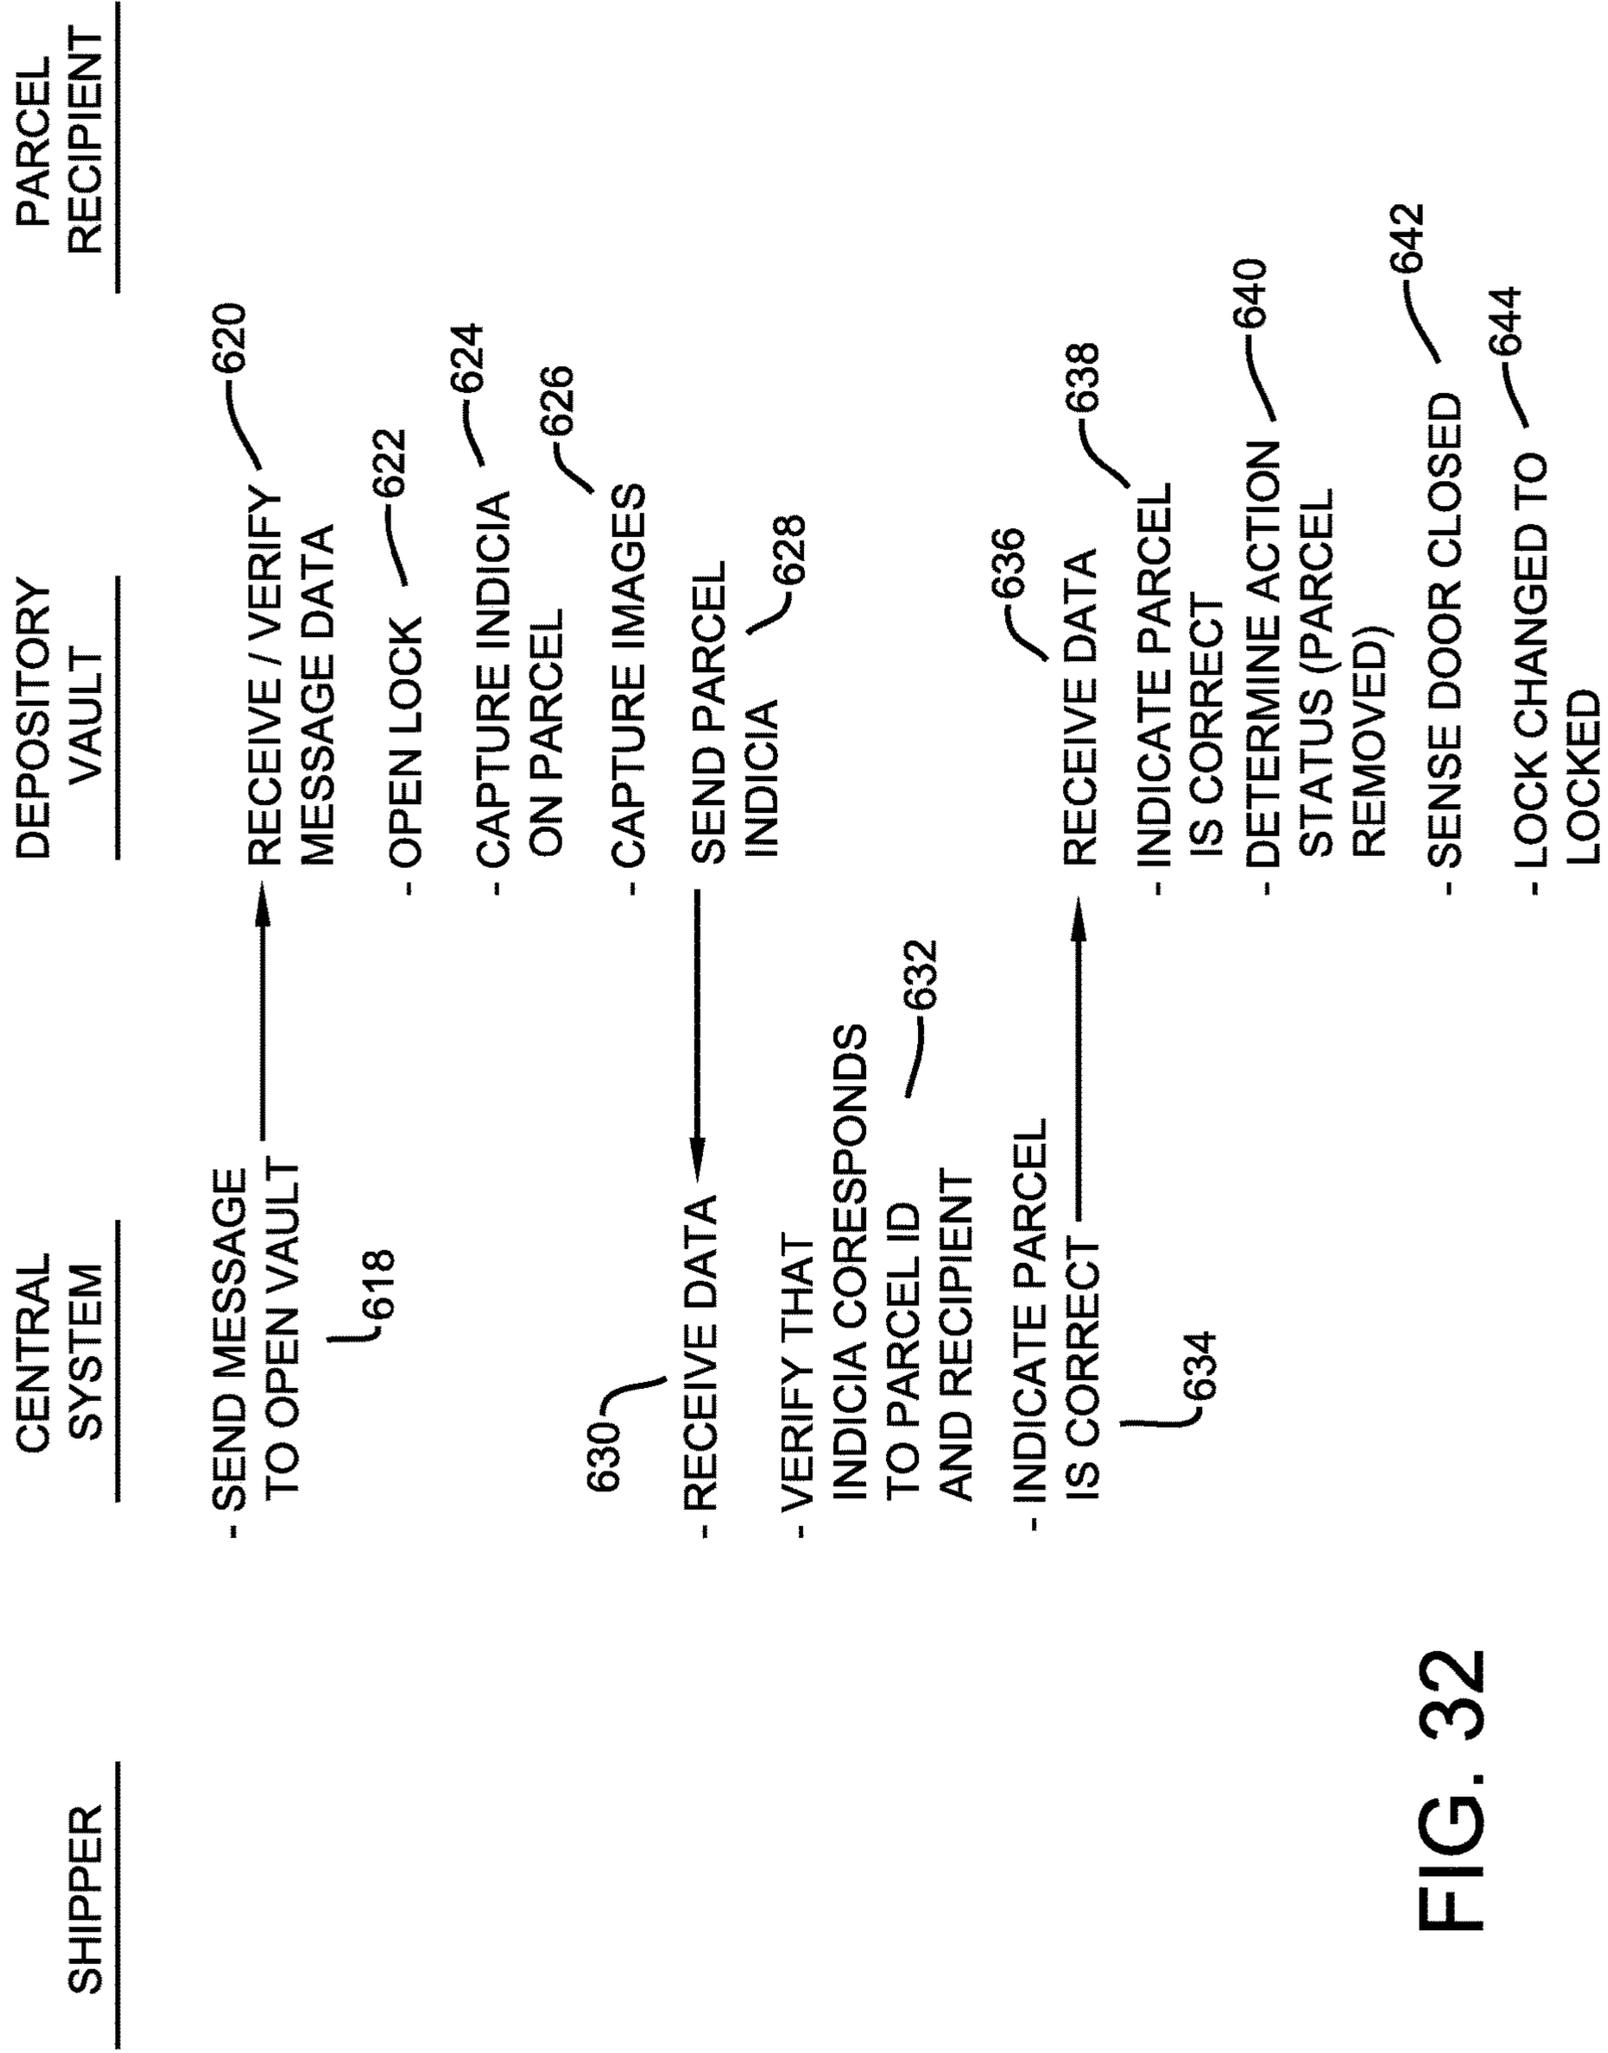 SHIPPER
CENTRAL
SYSTEM
DEPOSITORY
VAULT
PARCEL
RECIPIENT
- SEND MESSAGE
TO OPEN VAULT
618
RECEIVE / VERIFY
MESSAGE DATA
620
- OPEN LOCK
622
- CAPTURE INDICIA
ON PARCEL
624
- CAPTURE IMAGES
626
SEND PARCEL
INDICIA
628
630
- RECEIVE DATA
- VERIFY THAT
INDICIA CORESPONDS
TO PARCEL ID
AND RECIPIENT
632
- INDICATE PARCEL
IS CORRECT
634
RECEIVE DATA
636
- INDICATE PARCEL
IS CORRECT
638
- DETERMINE ACTION
STATUS (PARCEL
REMOVED)
640
- SENSE DOOR CLOSED
642
- LOCK CHANGED TO
LOCKED
644
FIG. 32